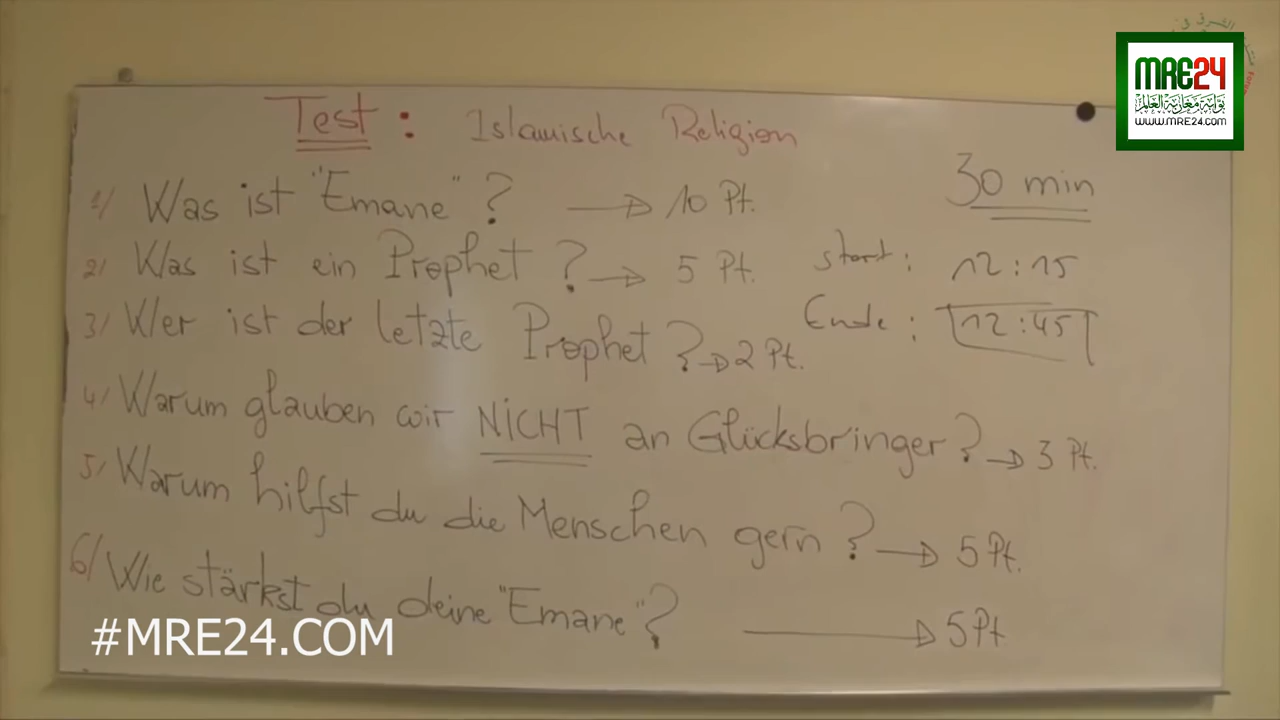 Test : Islamische Religion
30 min
1/ Was ist "Emane" ? → 10 Pt.
2/ Was ist ein Prophet ? → 5 Pt.
start : 12:15
3/ Wer ist der letzte Prophet ? → 2 Pt.
Ende : 12:45
4/ Warum glauben wir NiCHT an Glücksbringer ? → 3 Pt.
5/ Warum hilfst du die Menschen gern ? → 5 Pt.
6/ Wie stärkst du deine "Emane" ? → 5 Pt
#MRE24.COM
MRE24
بوابة مغاربة العالم
WWW.MRE24.COM